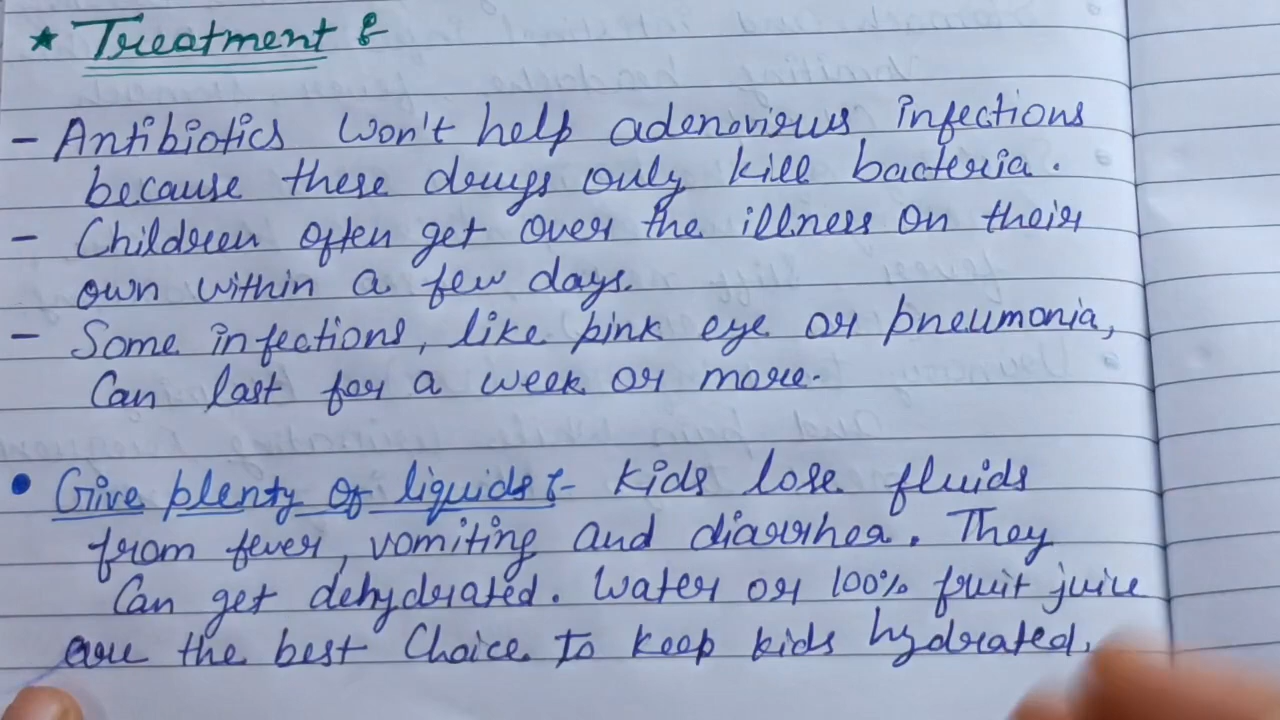 ★ Treatment :-
- Antibiotics won't help adenovirus infections
because these drugs only kill bacteria.
- Children often get over the illness on their
own within a few days.
- Some infections, like pink eye or pneumonia,
Can last for a week or more.
• Give plenty of liquids :- Kids lose fluids
from fever, vomiting and diarrhea. They
Can get dehydrated. Water or 100% fruit juice
are the best Choice to keep kids hydrated.